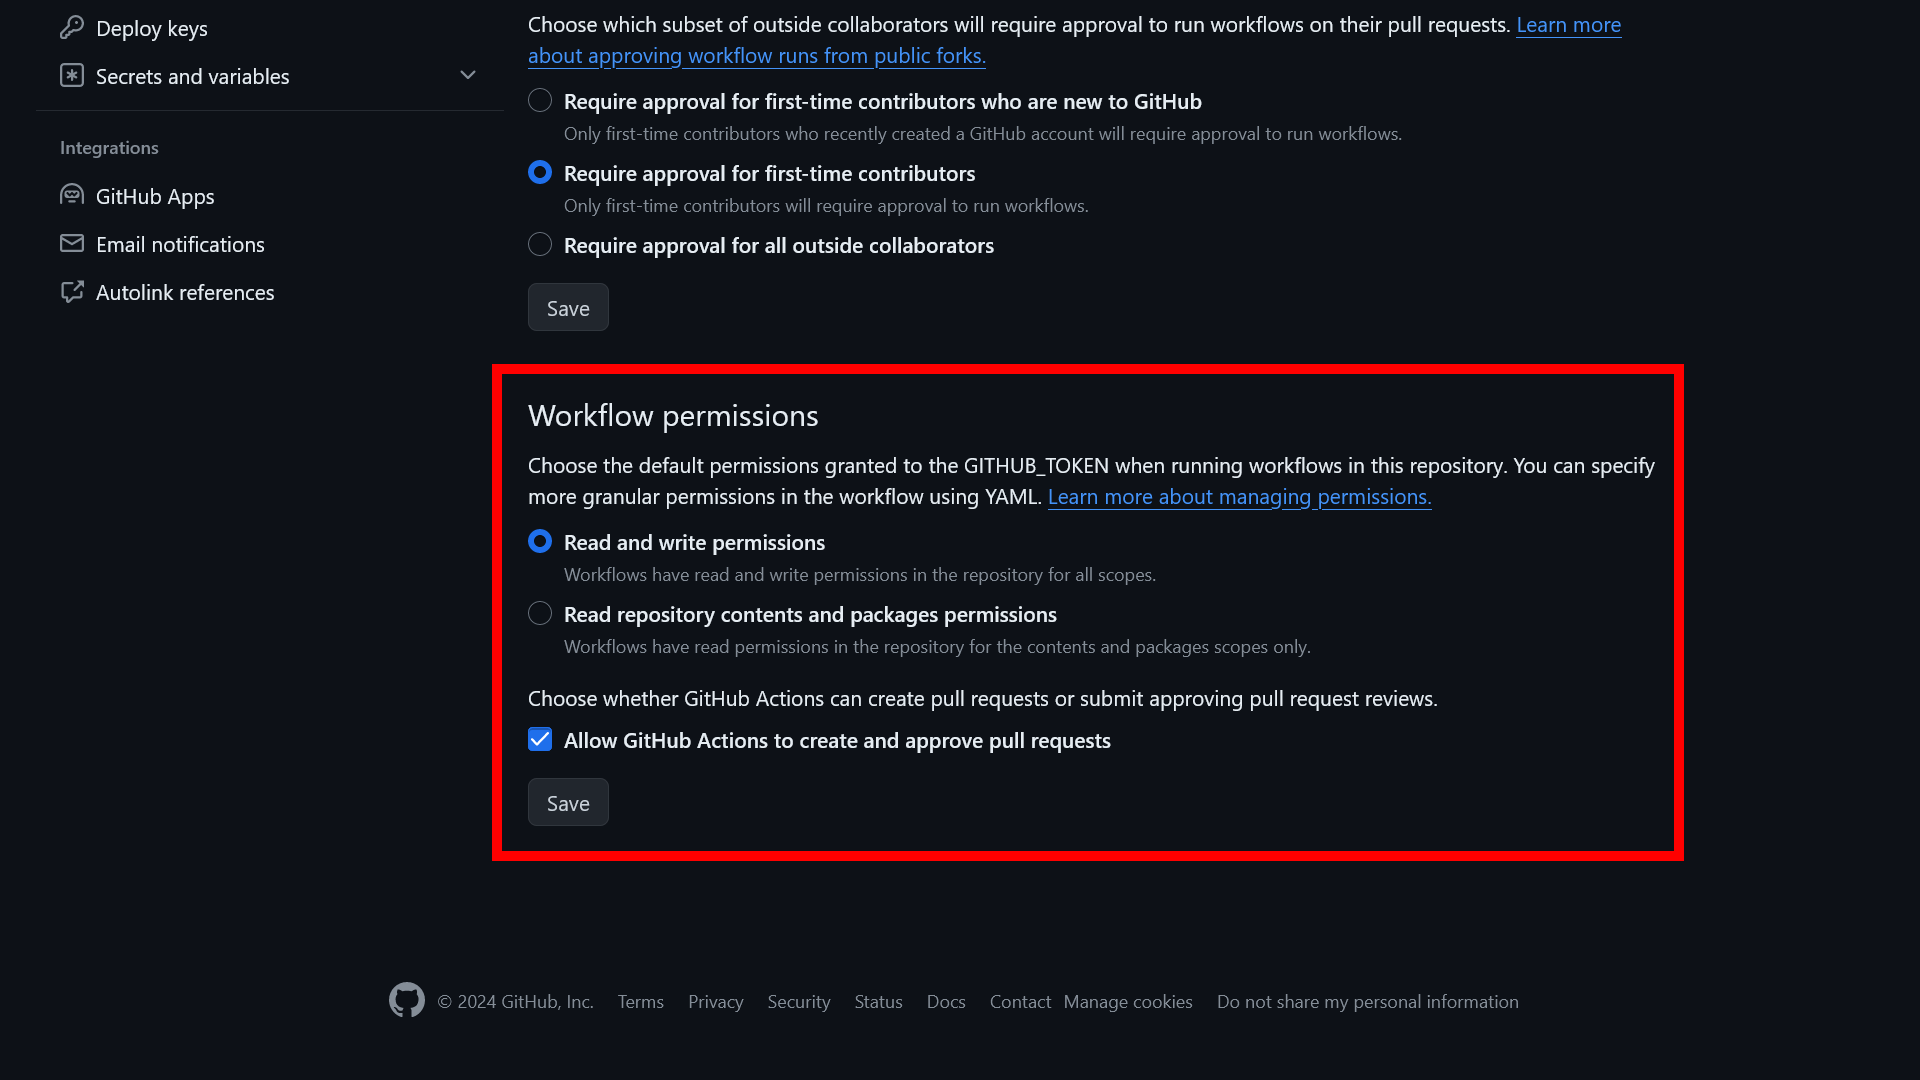 Deploy keys
Secrets and variables
Integrations
GitHub Apps
Email notifications
Autolink references
Choose which subset of outside collaborators will require approval to run workflows on their pull requests. Learn more
about approving workflow runs from public forks.
Require approval for first-time contributors who are new to GitHub
Only first-time contributors who recently created a GitHub account will require approval to run workflows.
Require approval for first-time contributors
Only first-time contributors will require approval to run workflows.
Require approval for all outside collaborators
Save
Workflow permissions
Choose the default permissions granted to the GITHUB_TOKEN when running workflows in this repository. You can specify
more granular permissions in the workflow using YAML. Learn more about managing permissions.
Read and write permissions
Workflows have read and write permissions in the repository for all scopes.
Read repository contents and packages permissions
Workflows have read permissions in the repository for the contents and packages scopes only.
Choose whether GitHub Actions can create pull requests or submit approving pull request reviews.
Allow GitHub Actions to create and approve pull requests
Save
© 2024 GitHub, Inc. Terms Privacy Security Status Docs Contact Manage cookies Do not share my personal information